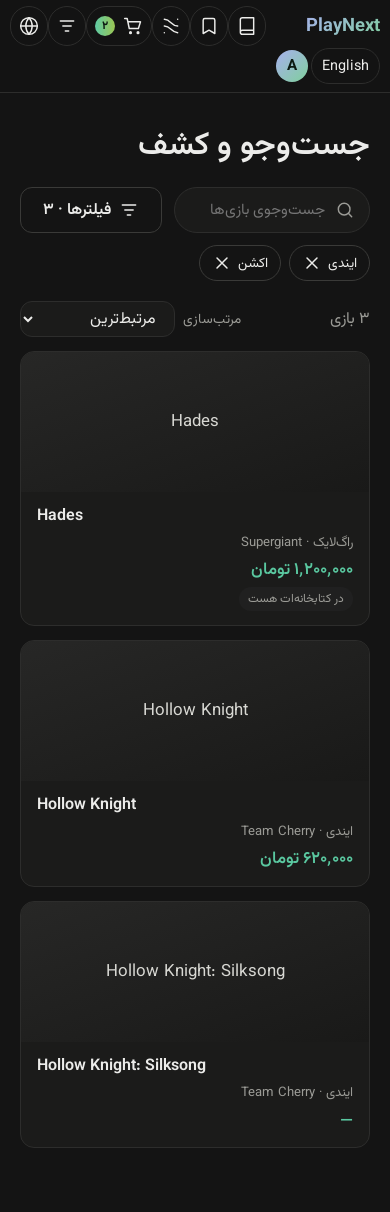 PlayNext
۲
English
A
جست‌وجو و کشف
جست‌وجوی بازی‌ها
فیلترها · ۳
ایندی
اکشن
۳ بازی
مرتب‌سازی
مرتبط‌ترین
Hades
Hades
راگ‌لایک · Supergiant
۱,۲۰۰,۰۰۰ تومان
در کتابخانه‌ات هست
Hollow Knight
Hollow Knight
ایندی · Team Cherry
۶۲۰,۰۰۰ تومان
Hollow Knight: Silksong
Hollow Knight: Silksong
ایندی · Team Cherry
—